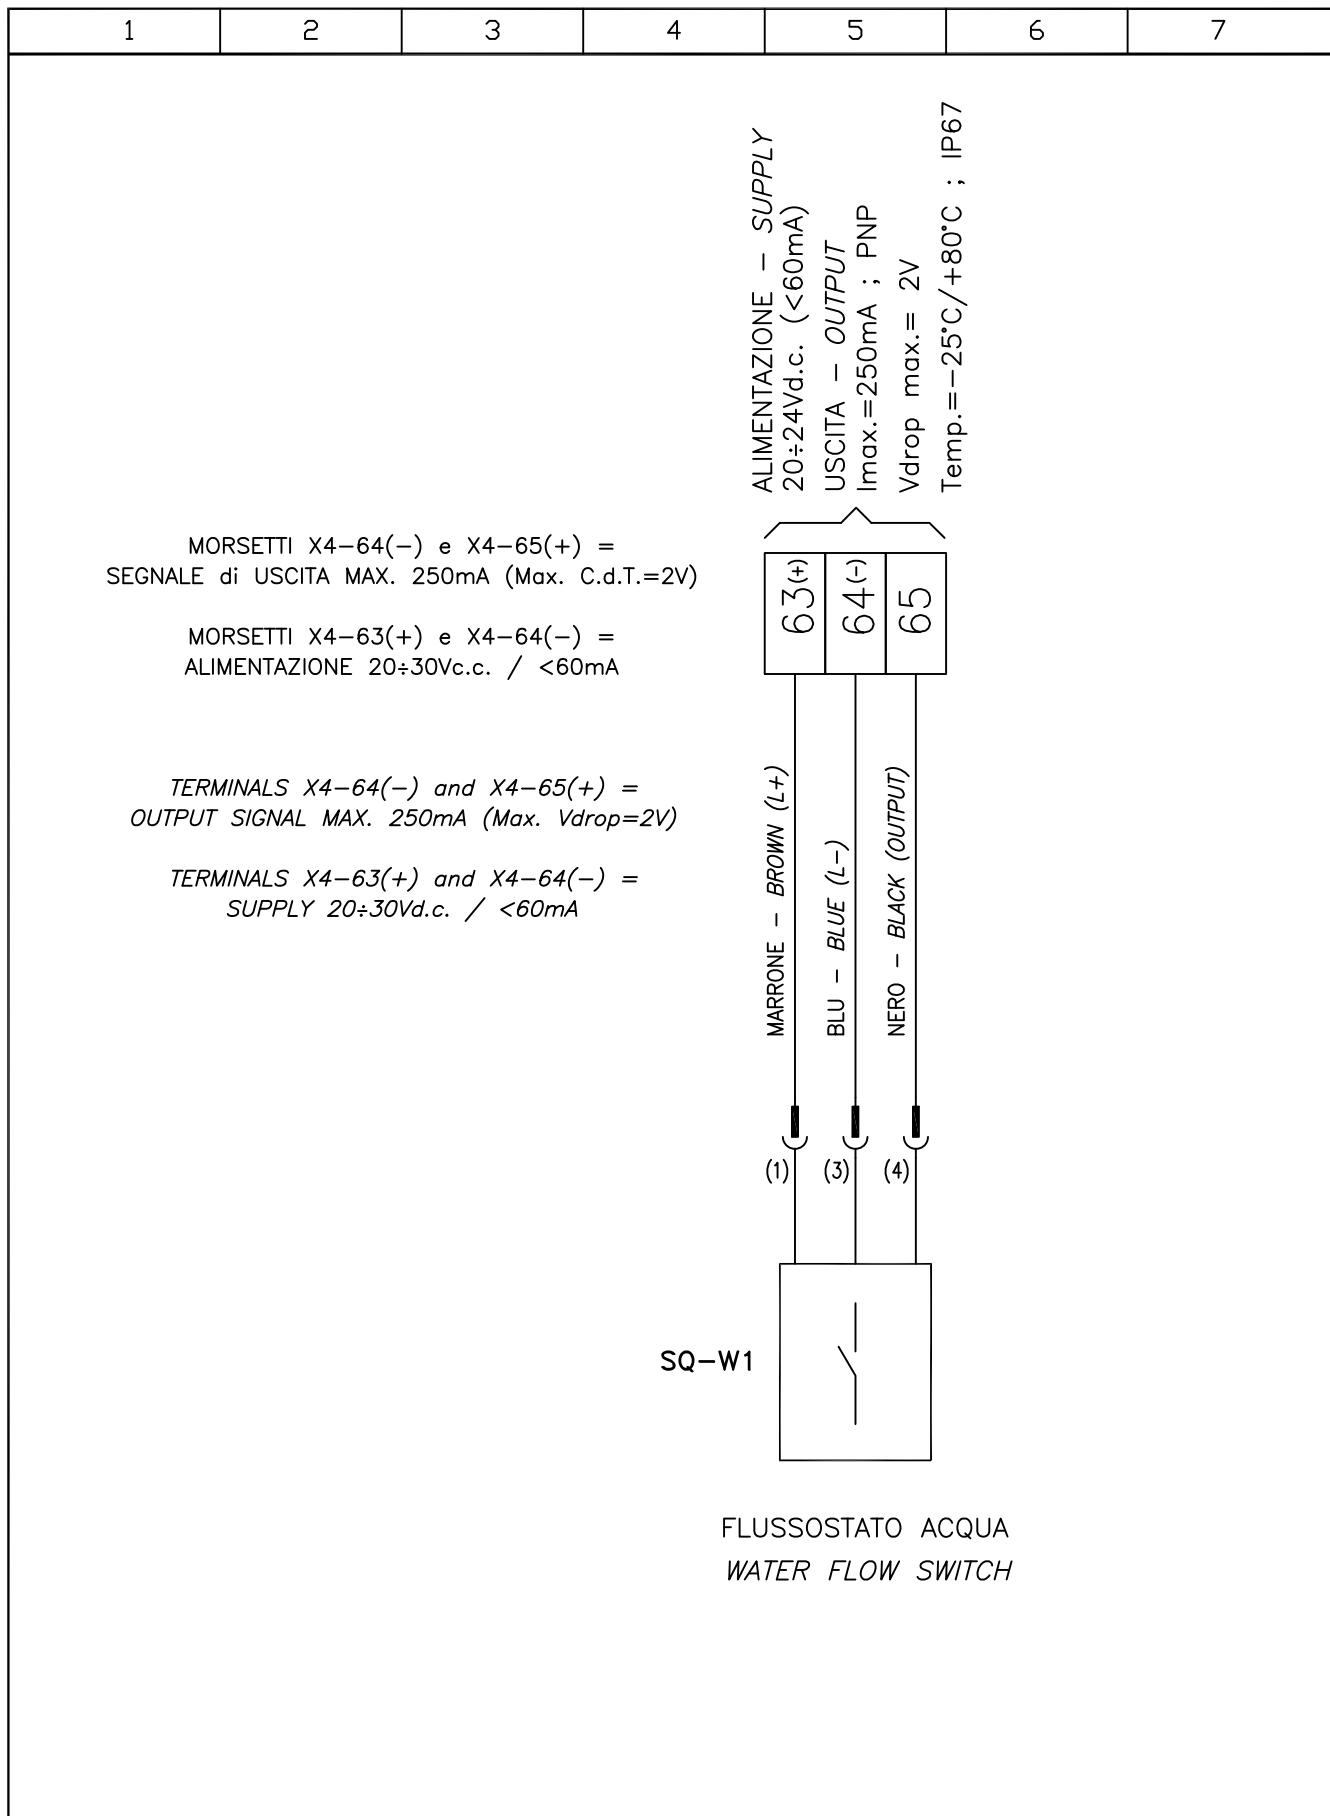 1 2 3 4 5 6 7
ALIMENTAZIONE - SUPPLY
20÷24Vd.c. (<60mA)
USCITA - OUTPUT
Imax.=250mA ; PNP
Vdrop max.= 2V
Temp.=-25°C/+80°C ; IP67
MORSETTI X4-64(-) e X4-65(+) =
SEGNALE di USCITA MAX. 250mA (Max. C.d.T.=2V)
MORSETTI X4-63(+) e X4-64(-) =
ALIMENTAZIONE 20÷30Vc.c. / <60mA
63(+)
64(-)
65
TERMINALS X4-64(-) and X4-65(+) =
OUTPUT SIGNAL MAX. 250mA (Max. Vdrop=2V)
TERMINALS X4-63(+) and X4-64(-) =
SUPPLY 20÷30Vd.c. / <60mA
MARRONE - BROWN (L+)
BLU - BLUE (L-)
NERO - BLACK (OUTPUT)
(1) (3) (4)
SQ-W1
FLUSSOSTATO ACQUA
WATER FLOW SWITCH